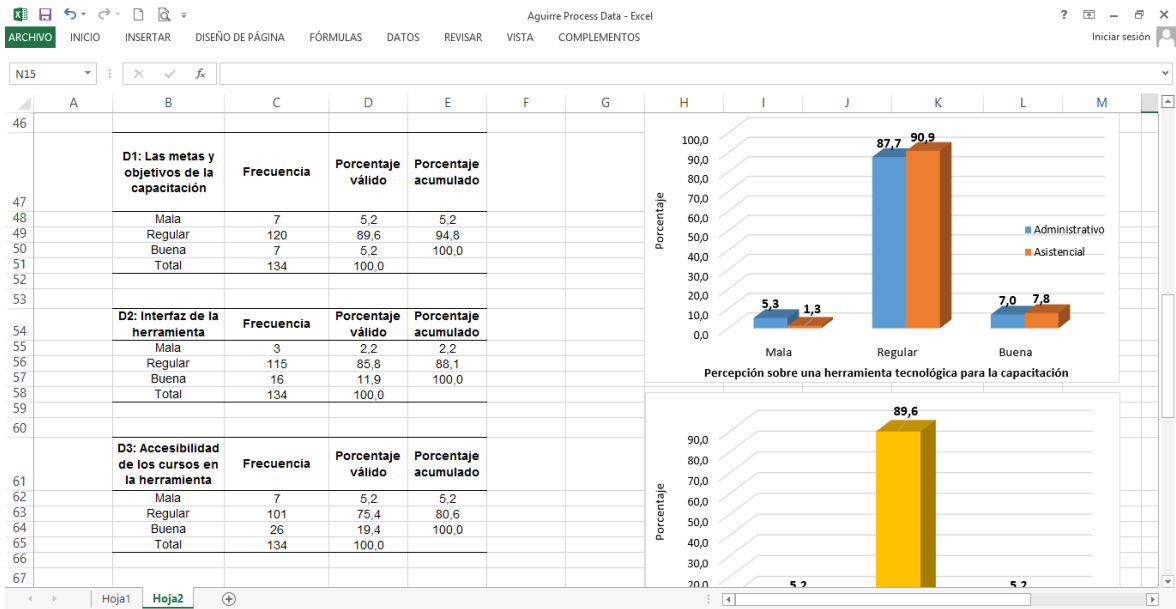 Aguirre Process Data - Excel
ARCHIVO INICIO INSERTAR DISEÑO DE PÁGINA FÓRMULAS DATOS REVISAR VISTA COMPLEMENTOS Iniciar sesión
N15 fx
A B C D E F G H I J K L M
46
47 D1: Las metas y objetivos de la capacitación Frecuencia Porcentaje válido Porcentaje acumulado
48 Mala 7 5,2 5,2
49 Regular 120 89,6 94,8
50 Buena 7 5,2 100,0
51 Total 134 100,0
52
53
54 D2: Interfaz de la herramienta Frecuencia Porcentaje válido Porcentaje acumulado
55 Mala 3 2,2 2,2
56 Regular 115 85,8 88,1
57 Buena 16 11,9 100,0
58 Total 134 100,0
59
60
61 D3: Accesibilidad de los cursos en la herramienta Frecuencia Porcentaje válido Porcentaje acumulado
62 Mala 7 5,2 5,2
63 Regular 101 75,4 80,6
64 Buena 26 19,4 100,0
65 Total 134 100,0
66
67
Porcentaje
100,0
90,0
80,0
70,0
60,0
50,0
40,0
30,0
20,0
10,0
0,0
5,3 1,3 87,7 90,9 7,0 7,8
Administrativo
Asistencial
Mala Regular Buena
Percepción sobre una herramienta tecnológica para la capacitación
Porcentaje
90,0
80,0
70,0
60,0
50,0
40,0
30,0
20,0
5,2 89,6 5,2
Hoja1 Hoja2